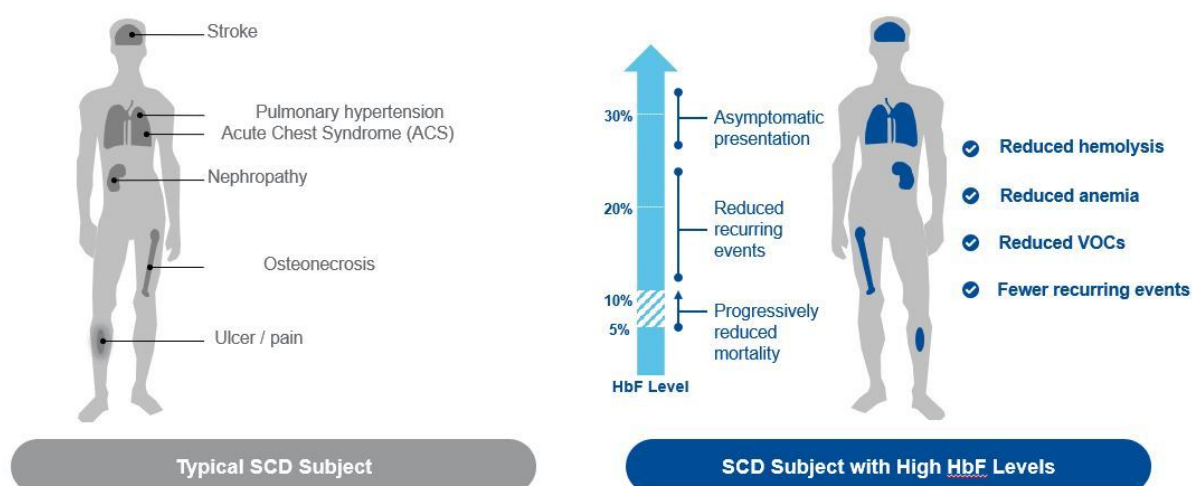 Stroke
Pulmonary hypertension
Acute Chest Syndrome (ACS)
Nephropathy
Osteonecrosis
Ulcer / pain
Typical SCD Subject
30%
20%
10%
5%
HbF Level
Asymptomatic
presentation
Reduced
recurring
events
Progressively
reduced
mortality
Reduced hemolysis
Reduced anemia
Reduced VOCs
Fewer recurring events
SCD Subject with High HbF Levels